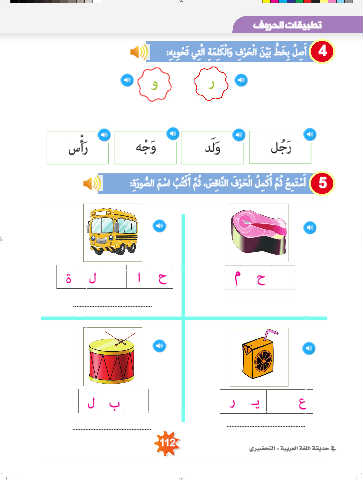 تطبيقات الحروف
4 أَصِلُ بِخَطٍّ بَيْنَ الْحَرْفِ وَالْكَلِمَةِ الَّتِي تَحْوِيهِ:
ر و
رَجُل وَلَد وَجْه رَأْس
5 أَسْتَمِعُ ثُمَّ أُكْمِلُ الْحَرْفَ النَّاقِصَ، ثُمَّ أَكْتُبُ اسْمَ الصُّورَةِ:
ح م
ح ا ل ة
ع يـ ر
ب ل
112
في حديقة اللغة العربية - التحضيري